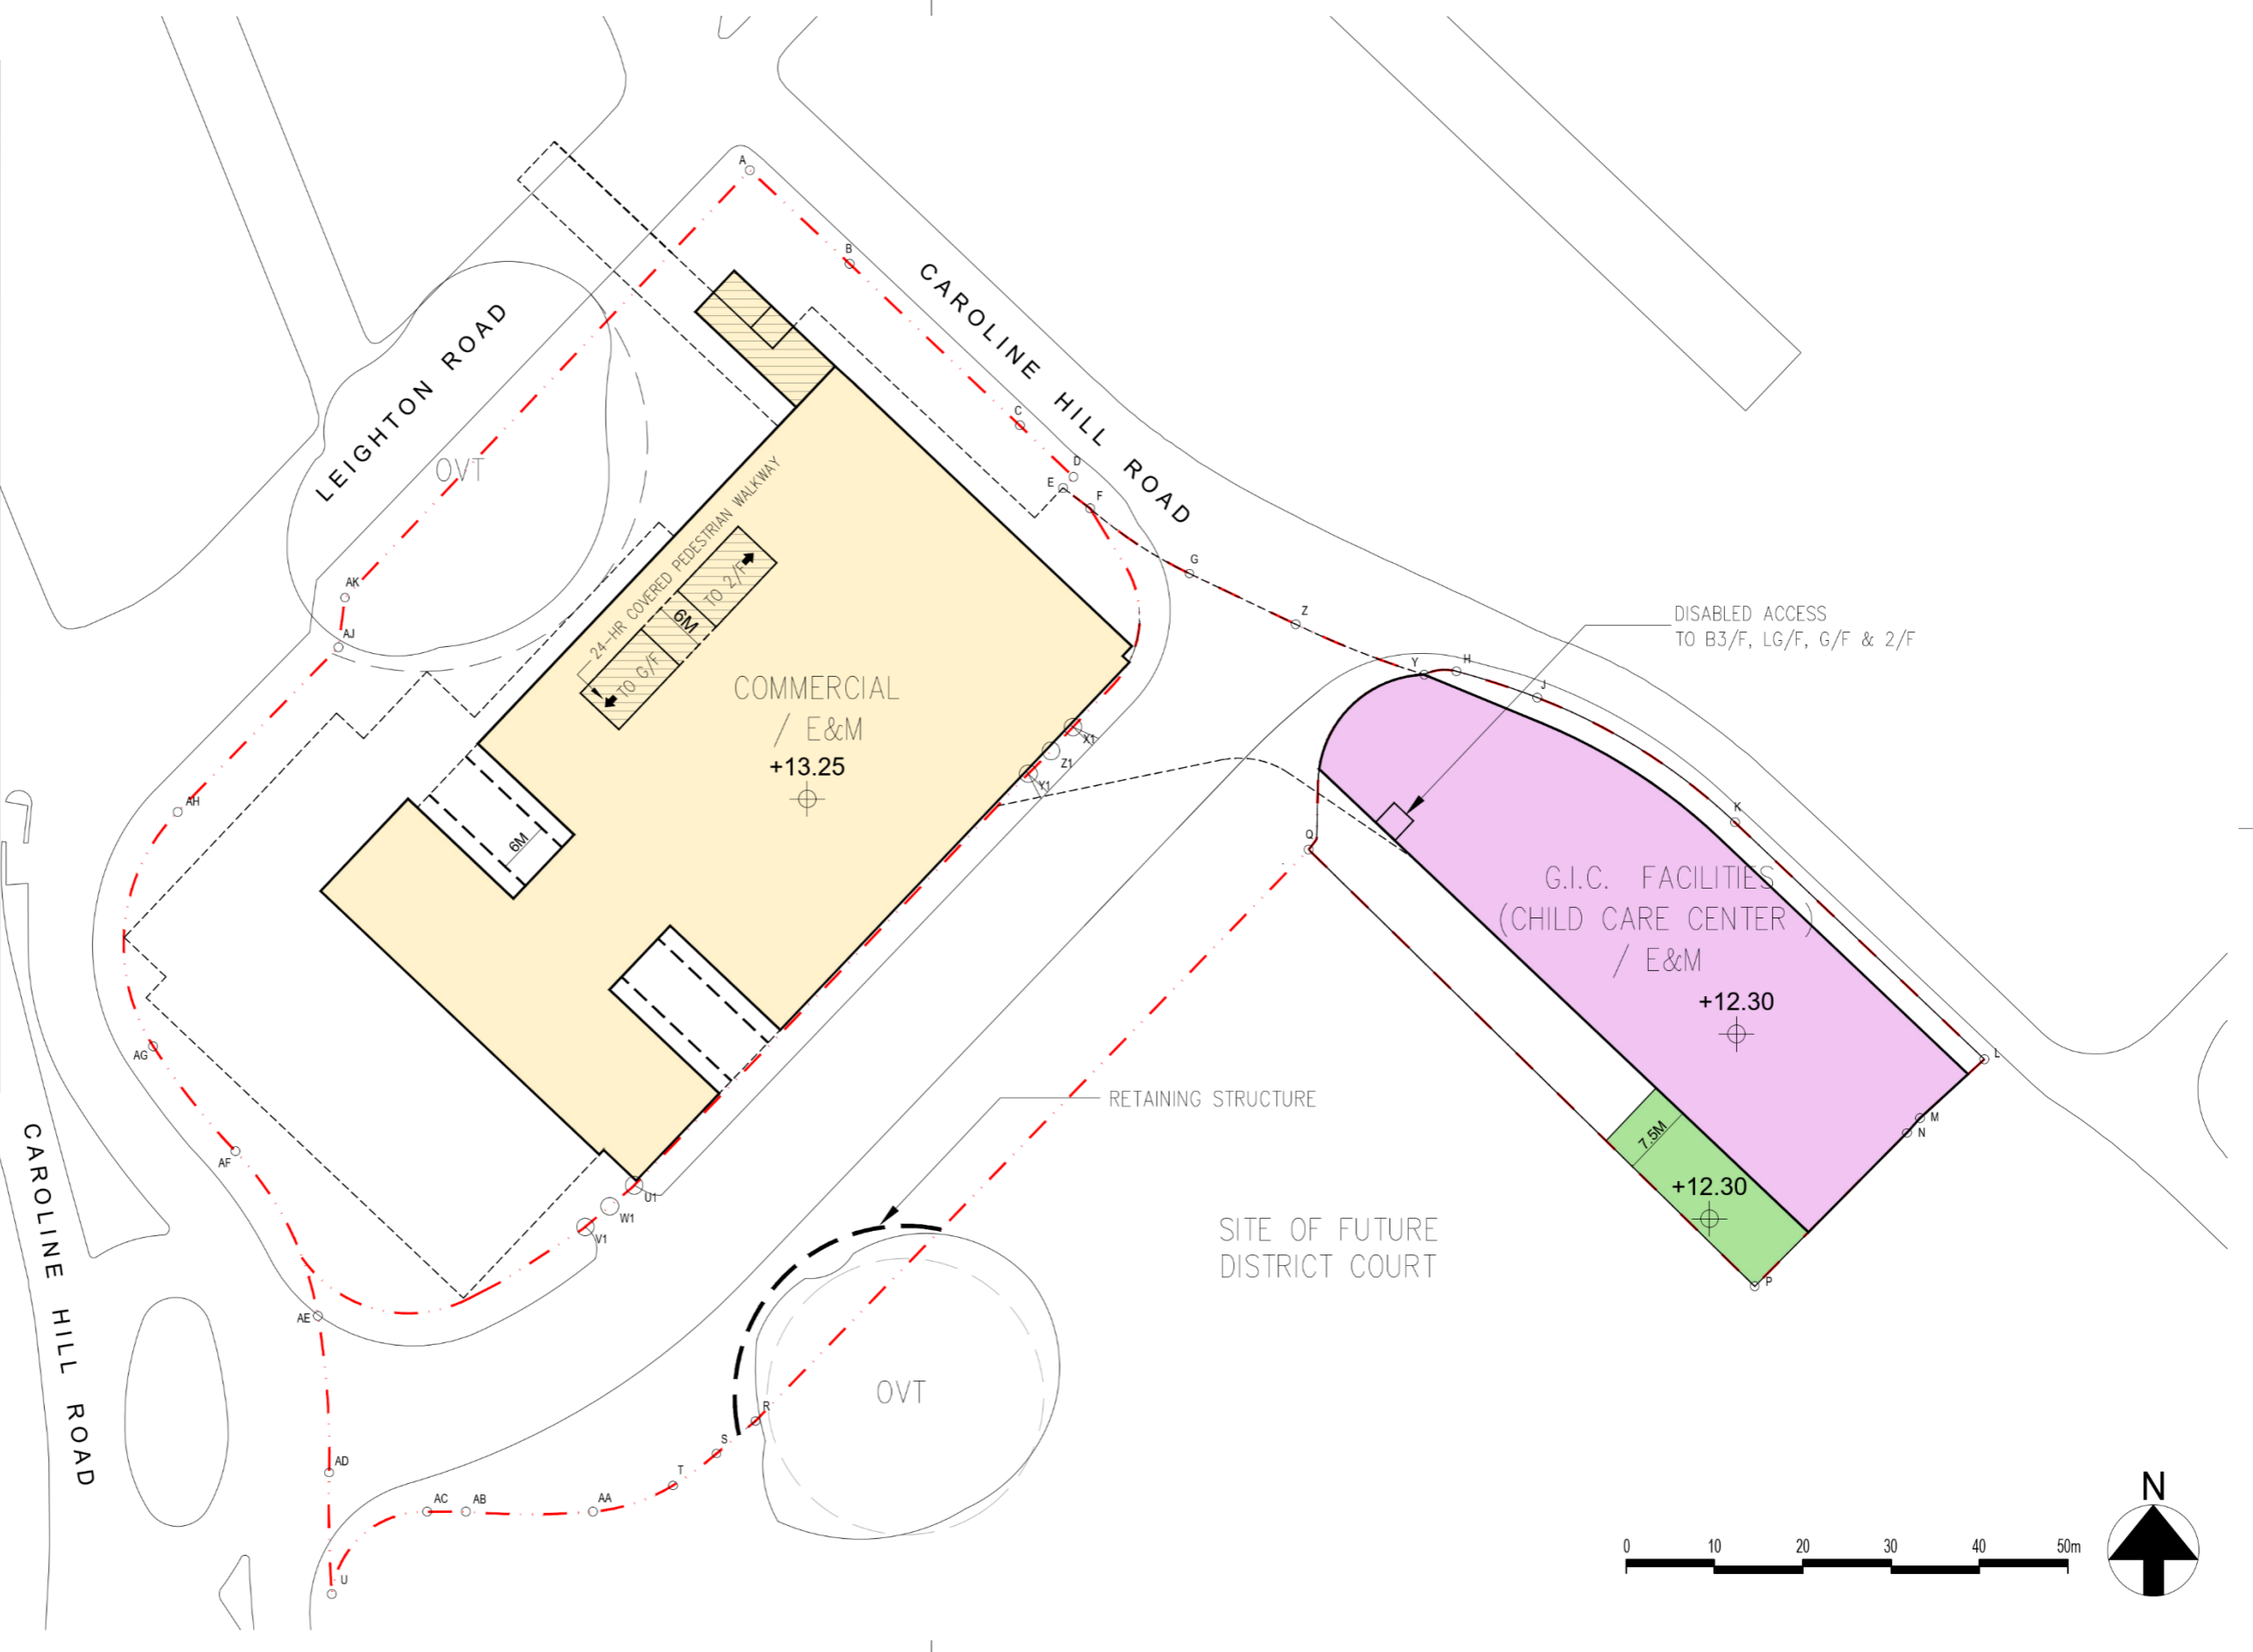 A
B
CAROLINE HILL ROAD
LEIGHTON ROAD
OVT
C
D
E
F
G
Z
AK
AJ
24-HR COVERED PEDESTRIAN WALKWAY
TO 2/F
6M
TO G/F
COMMERCIAL
/ E&M
+13.25
DISABLED ACCESS
TO B3/F, LG/F, G/F & 2/F
Y
H
J
X1
Z1
Y1
AH
6M
Q
K
G.I.C. FACILITIES
(CHILD CARE CENTER )
/ E&M
+12.30
AG
L
M
N
RETAINING STRUCTURE
7.5M
+12.30
AF
U1
W1
V1
SITE OF FUTURE
DISTRICT COURT
P
CAROLINE HILL ROAD
AE
OVT
R
S
T
AD
AC
AB
AA
U
N
0 10 20 30 40 50m